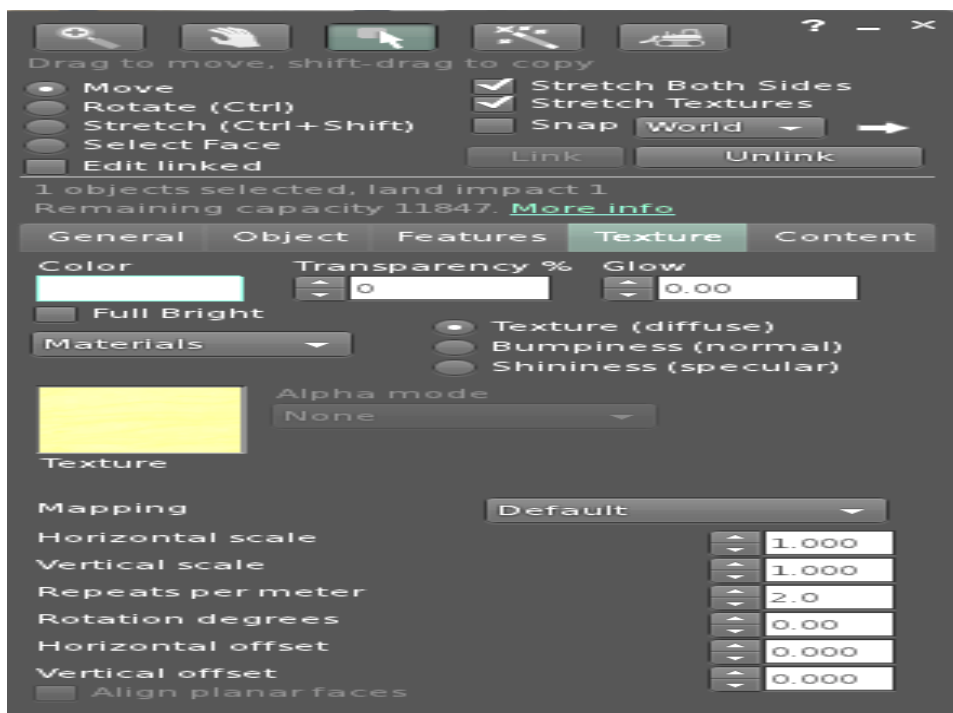 ?
Drag to move, shift-drag to copy
Move
Rotate (Ctrl)
Stretch (Ctrl+Shift)
Select Face
Edit linked
Stretch Both Sides
Stretch Textures
Snap World
Link Unlink
1 objects selected, land impact 1
Remaining capacity 11847. More info
General Object Features Texture Content
Color Transparency % Glow
0 0.00
Full Bright
Materials
Texture (diffuse)
Bumpiness (normal)
Shininess (specular)
Alpha mode
None
Texture
Mapping Default
Horizontal scale 1.000
Vertical scale 1.000
Repeats per meter 2.0
Rotation degrees 0.00
Horizontal offset 0.000
Vertical offset 0.000
Align planar faces